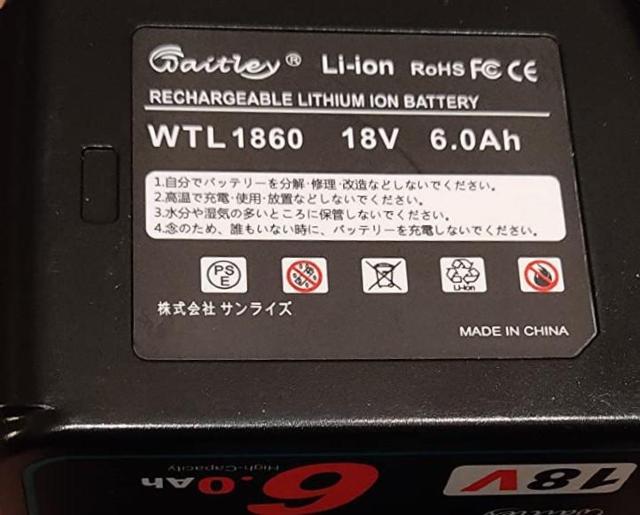 Waitley® Li-ion RoHS FC CE
RECHARGEABLE LITHIUM ION BATTERY
WTL1860 18V 6.0Ah
1.自分でバッテリーを分解·修理·改造などしないでください。
2.高温で充電·使用·放置などしないでください。
3.水分や湿気の多いところに保管しないでください。
4.念のため、誰もいない時に、バッテリーを充電しないでください。
PS
E
Li-ion
株式会社 サンライズ
MADE IN CHINA
18V
6.0Ah
High-Capacity
Waitley